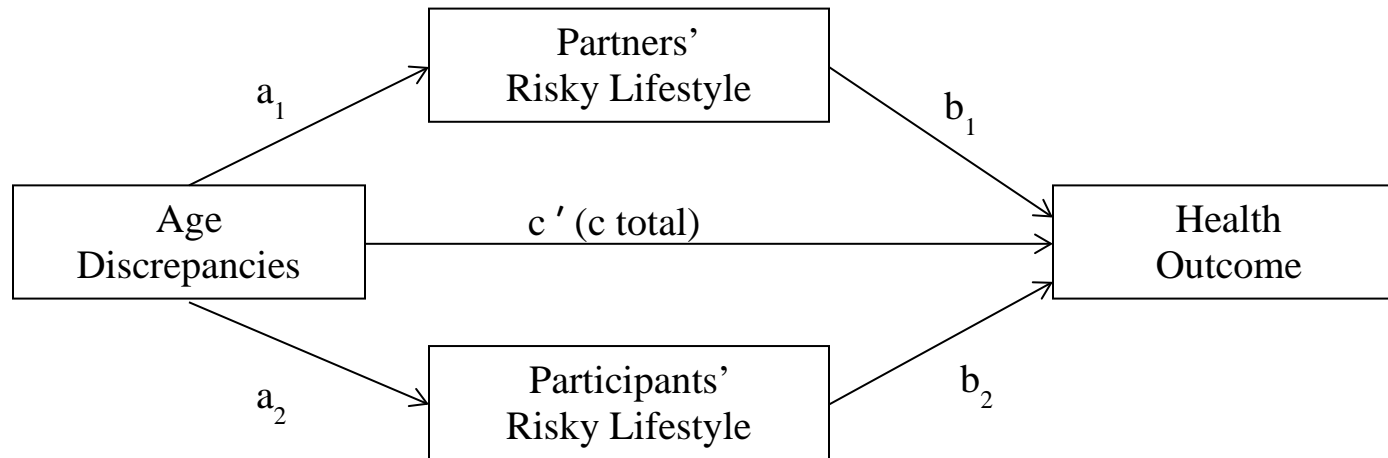 Partners’
Risky Lifestyle
a₁
b₁
Age
Discrepancies
c ′ (c total)
Health
Outcome
a₂
Participants’
Risky Lifestyle
b₂